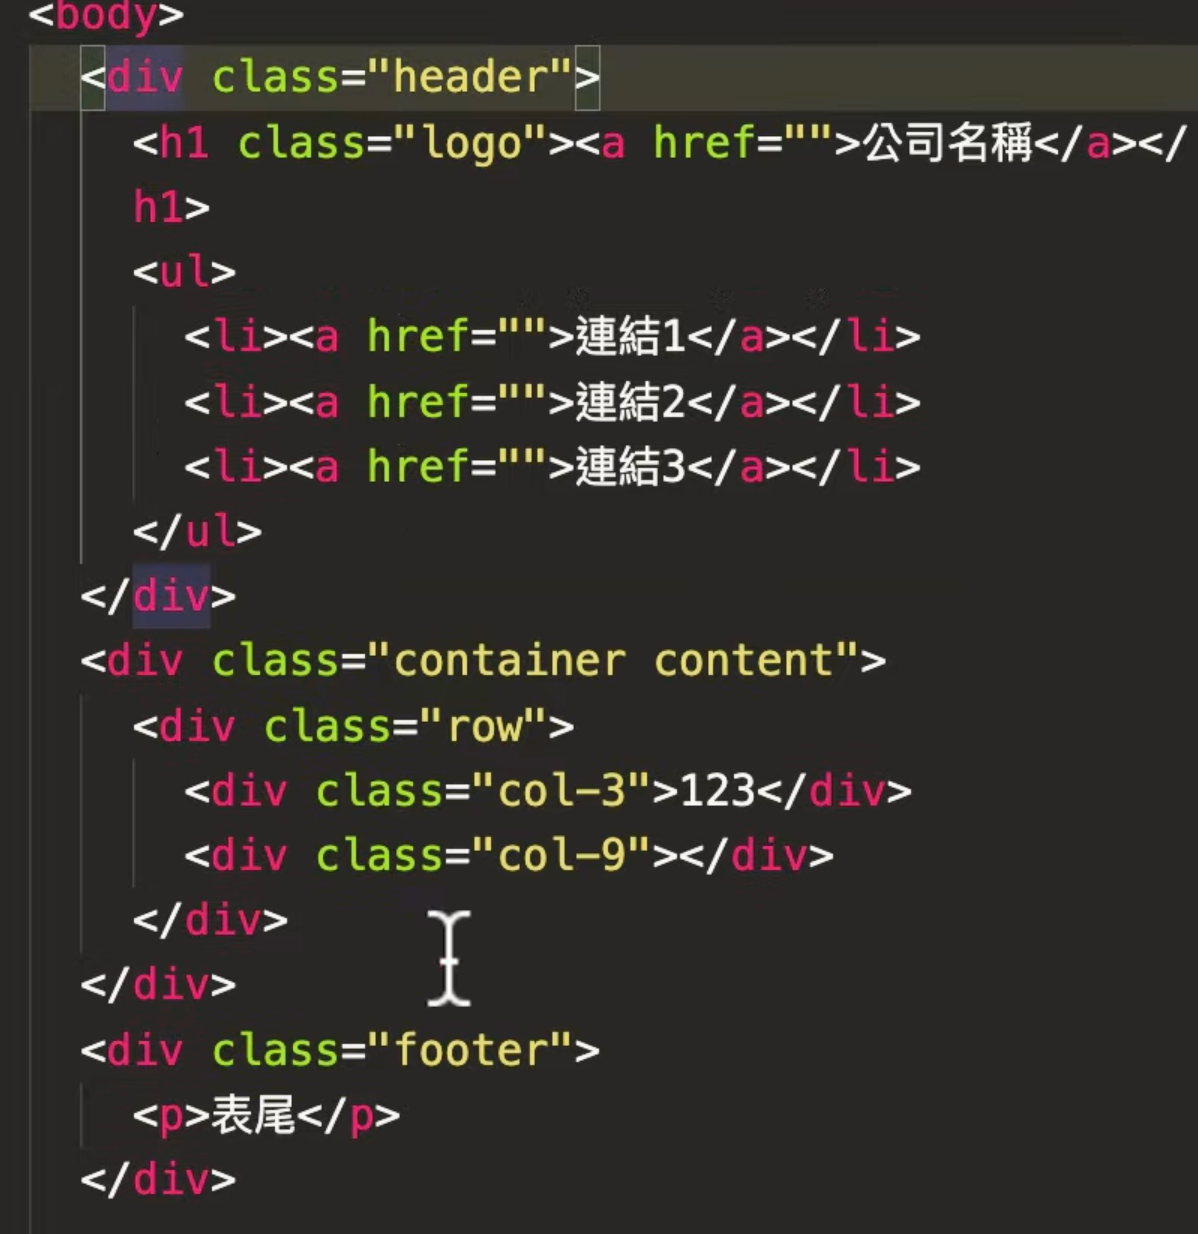 <body>
<div class="header">
<h1 class="logo"><a href="">公司名稱</a></
h1>
<ul>
<li><a href="">連結1</a></li>
<li><a href="">連結2</a></li>
<li><a href="">連結3</a></li>
</ul>
</div>
<div class="container content">
<div class="row">
<div class="col-3">123</div>
<div class="col-9"></div>
</div>
</div>
<div class="footer">
<p>表尾</p>
</div>